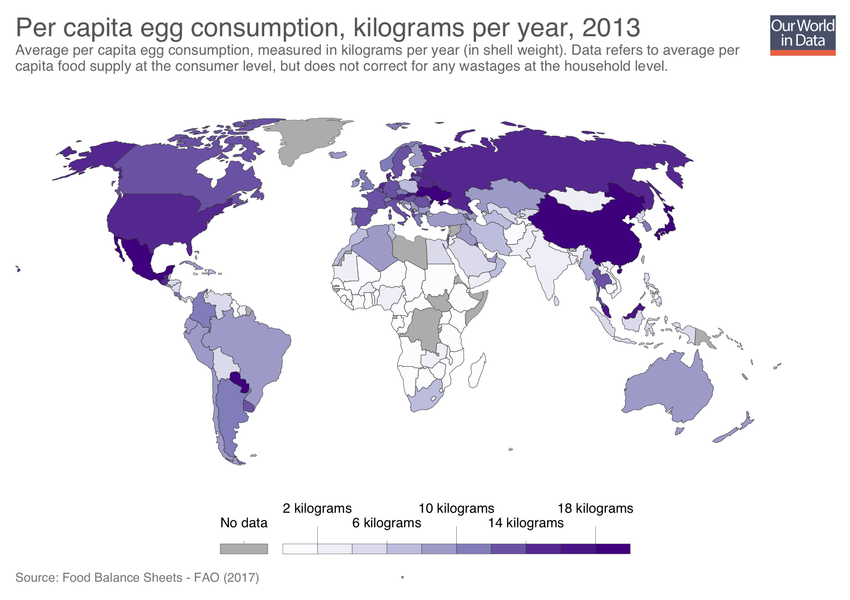 Per capita egg consumption, kilograms per year, 2013
Average per capita egg consumption, measured in kilograms per year (in shell weight). Data refers to average per
capita food supply at the consumer level, but does not correct for any wastages at the household level.
Our World
in Data
2 kilograms
10 kilograms
18 kilograms
No data
6 kilograms
14 kilograms
Source: Food Balance Sheets - FAO (2017)
•